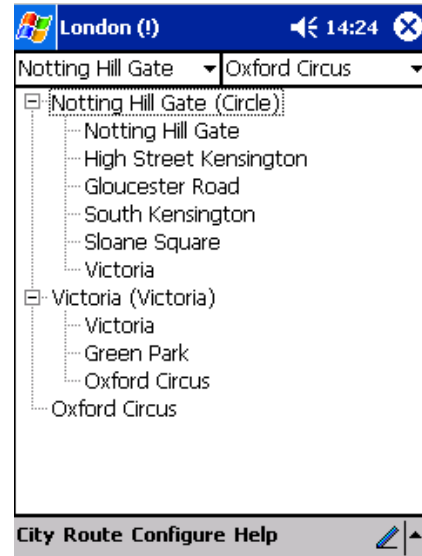 London (!) 14:24
Notting Hill Gate Oxford Circus
Notting Hill Gate (Circle)
Notting Hill Gate
High Street Kensington
Gloucester Road
South Kensington
Sloane Square
Victoria
Victoria (Victoria)
Victoria
Green Park
Oxford Circus
Oxford Circus
City Route Configure Help